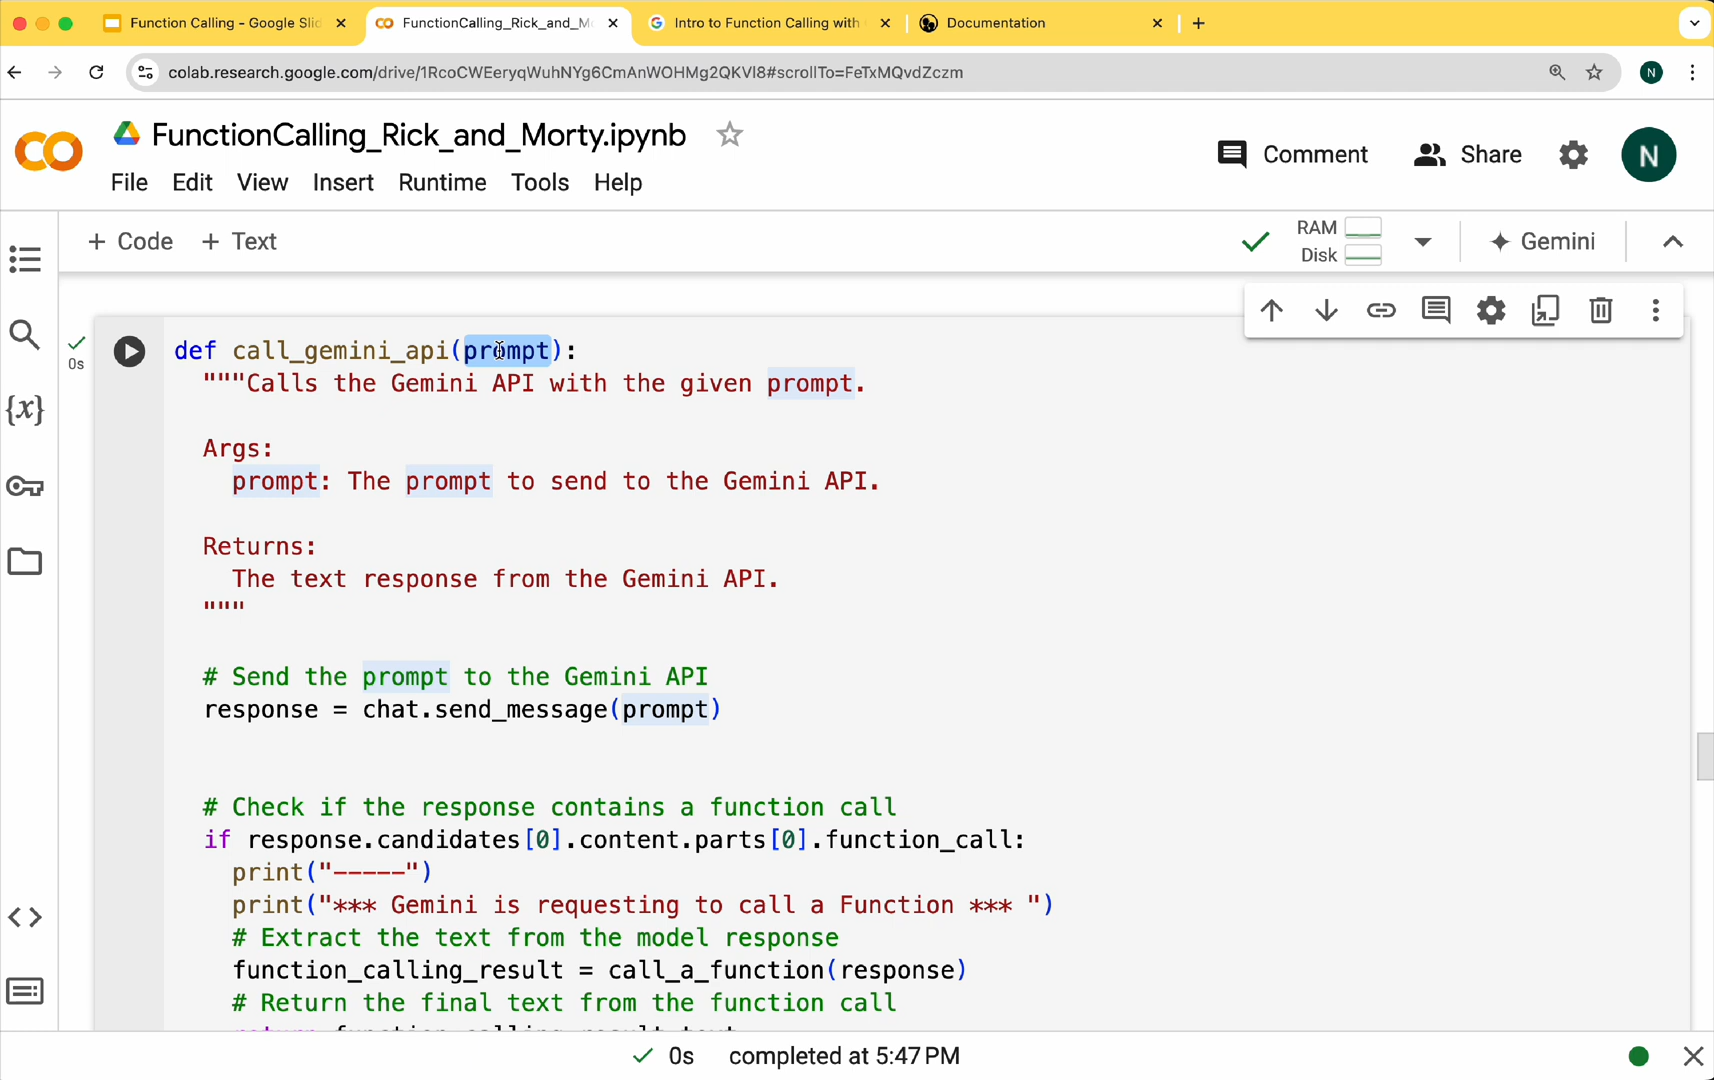 Function Calling - Google Slid
FunctionCalling_Rick_and_M
Intro to Function Calling with
Documentation
colab.research.google.com/drive/1RcoCWEeryqWuhNYg6CmAnWOHMg2QKVl8#scrollTo=FeTxMQvdZczm
N
FunctionCalling_Rick_and_Morty.ipynb
Comment
Share
N
File Edit View Insert Runtime Tools Help
+ Code + Text
RAM
Disk
Gemini
0s
def call_gemini_api(prompt):
"""Calls the Gemini API with the given prompt.
Args:
prompt: The prompt to send to the Gemini API.
Returns:
The text response from the Gemini API.
"""
# Send the prompt to the Gemini API
response = chat.send_message(prompt)
# Check if the response contains a function call
if response.candidates[0].content.parts[0].function_call:
print("-----")
print("*** Gemini is requesting to call a Function *** ")
# Extract the text from the model response
function_calling_result = call_a_function(response)
# Return the final text from the function call
return function_calling_result.text
0s completed at 5:47 PM